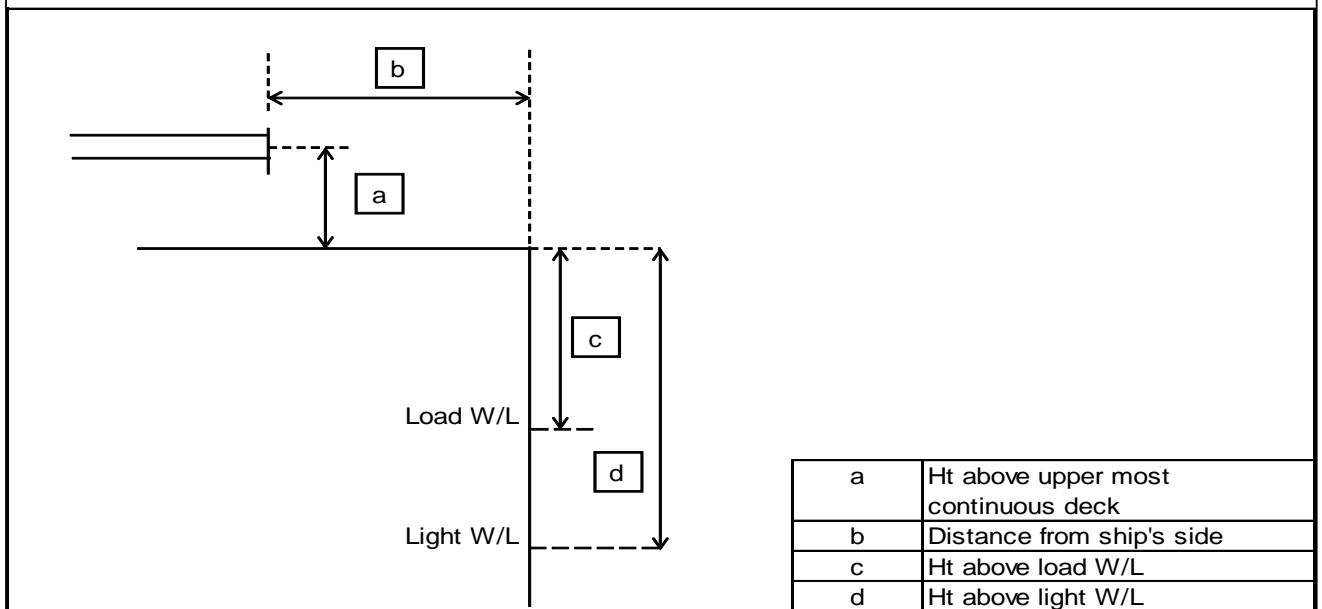 b
a
c
Load W/L
d
Light W/L
a Ht above upper most
continuous deck
b Distance from ship's side
c Ht above load W/L
d Ht above light W/L